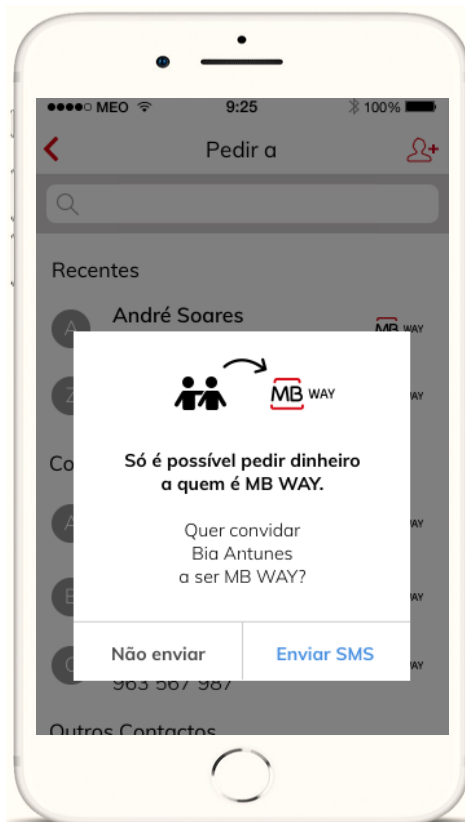 MEO 9:25 100%
Pedir a
Recentes
A André Soares
MB WAY
MB WAY
Só é possível pedir dinheiro
a quem é MB WAY.
Quer convidar
Bia Antunes
a ser MB WAY?
Não enviar Enviar SMS
963 567 987
Outros Contactos